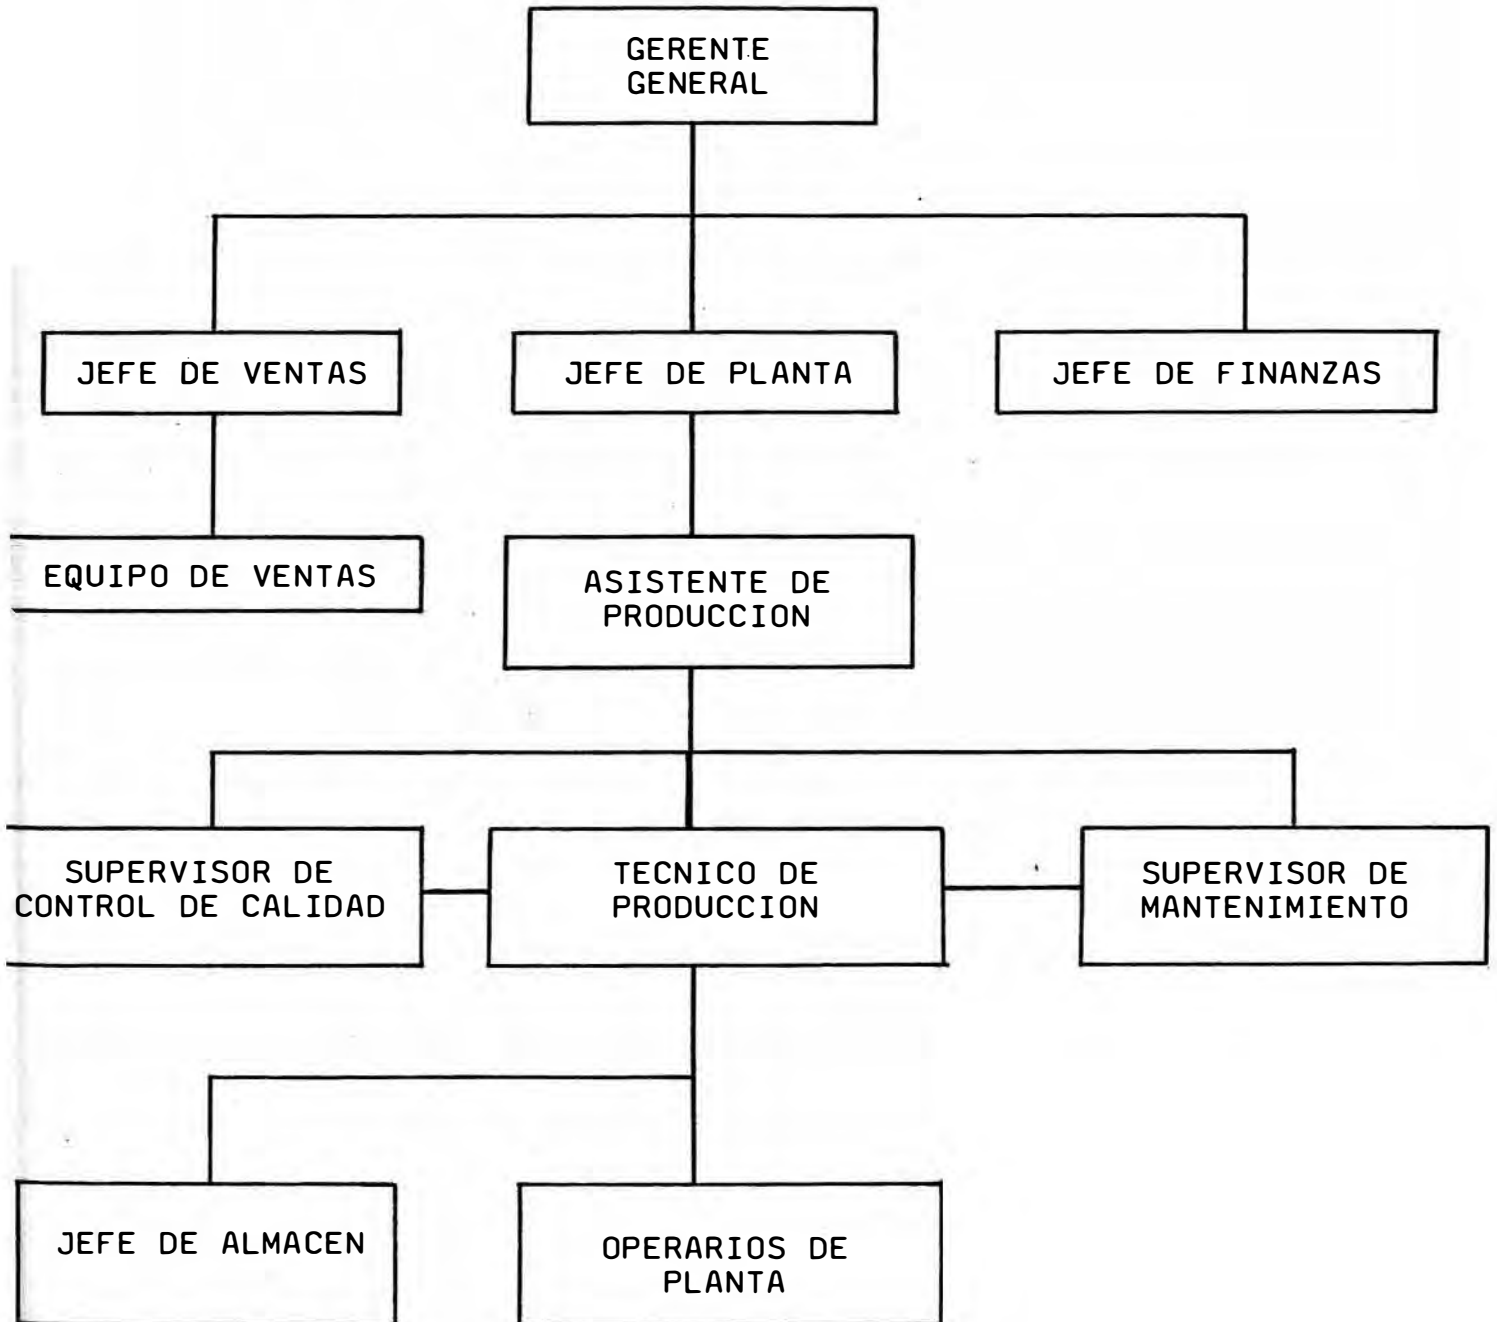 GERENTE
GENERAL
JEFE DE VENTAS
JEFE DE PLANTA
JEFE DE FINANZAS
EQUIPO DE VENTAS
ASISTENTE DE
PRODUCCION
SUPERVISOR DE
CONTROL DE CALIDAD
TECNICO DE
PRODUCCION
SUPERVISOR DE
MANTENIMIENTO
JEFE DE ALMACEN
OPERARIOS DE
PLANTA